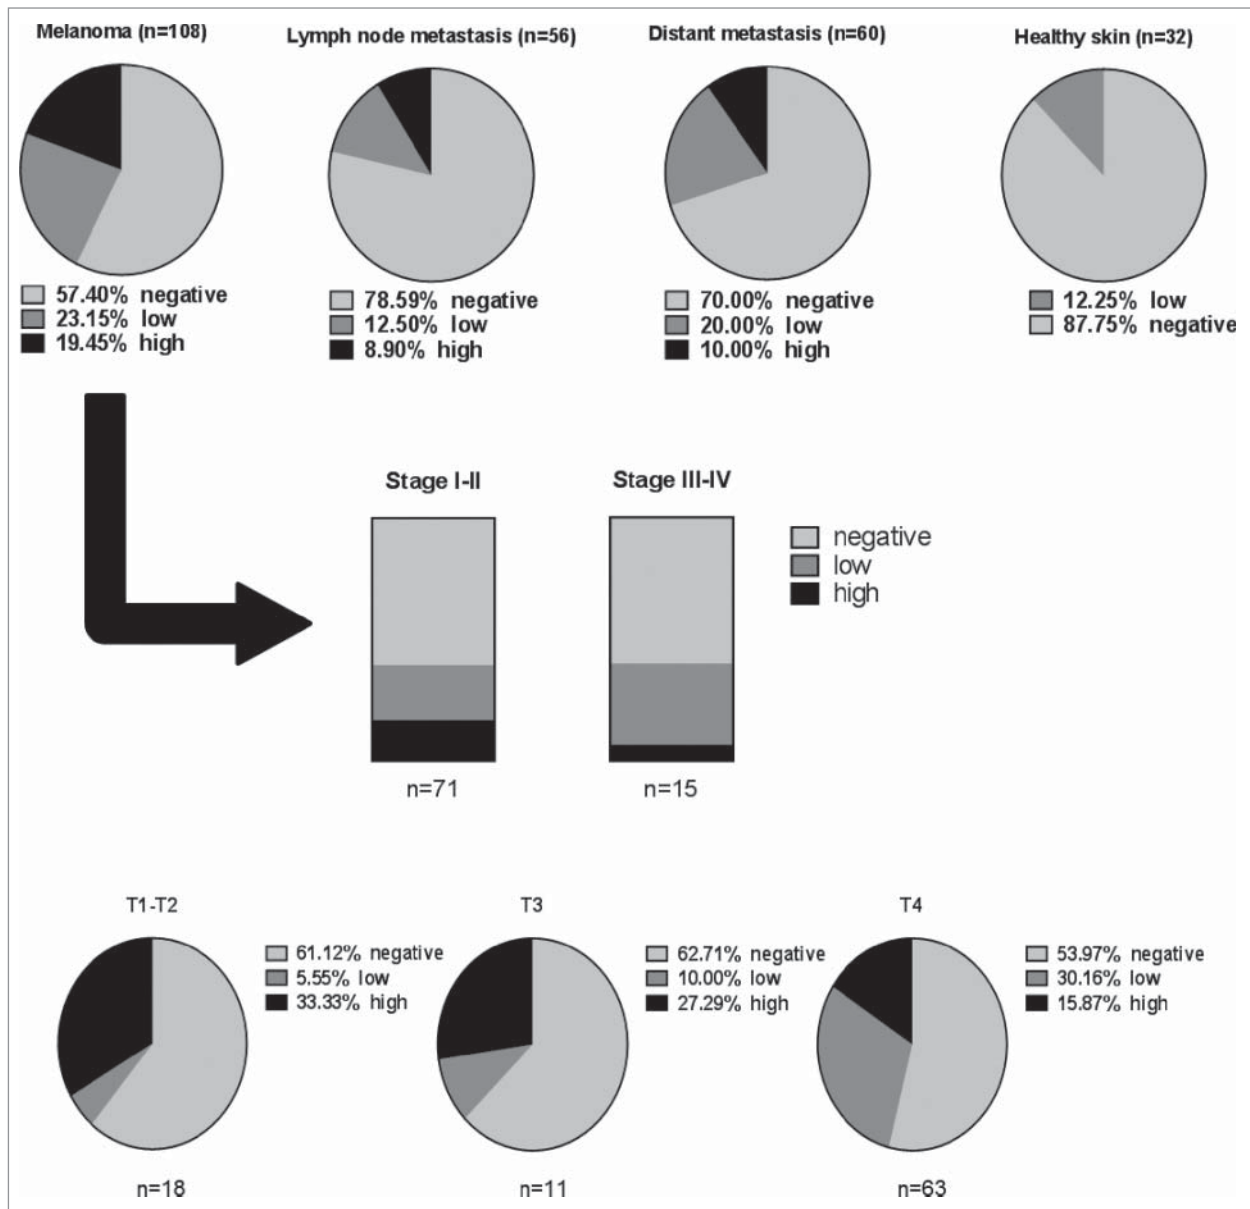 Melanoma (n=108)
Lymph node metastasis (n=56)
Distant metastasis (n=60)
Healthy skin (n=32)
57.40% negative
23.15% low
19.45% high
78.59% negative
12.50% low
8.90% high
70.00% negative
20.00% low
10.00% high
12.25% low
87.75% negative
Stage I-II
Stage III-IV
negative
low
high
n=71
n=15
T1-T2
61.12% negative
5.55% low
33.33% high
n=18
T3
62.71% negative
10.00% low
27.29% high
n=11
T4
53.97% negative
30.16% low
15.87% high
n=63